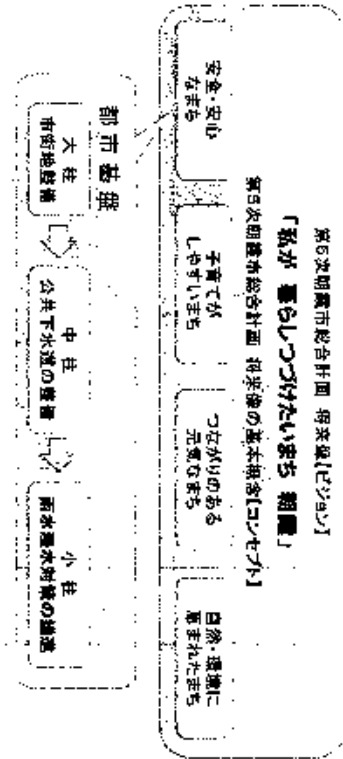 第5次朝霞市総合計画 将来像[ビジョン]
「私が 暮らしつづけたいまち 朝霞」
第5次朝霞市総合計画 将来像の基本概念[コンセプト]
安全・安心
なまち
子育てが
しやすいまち
つながりのある
元気なまち
自然・環境に
恵まれたまち
都市基盤
大柱
市街地整備
中柱
公共下水道の整備
小柱
雨水浸水対策の推進